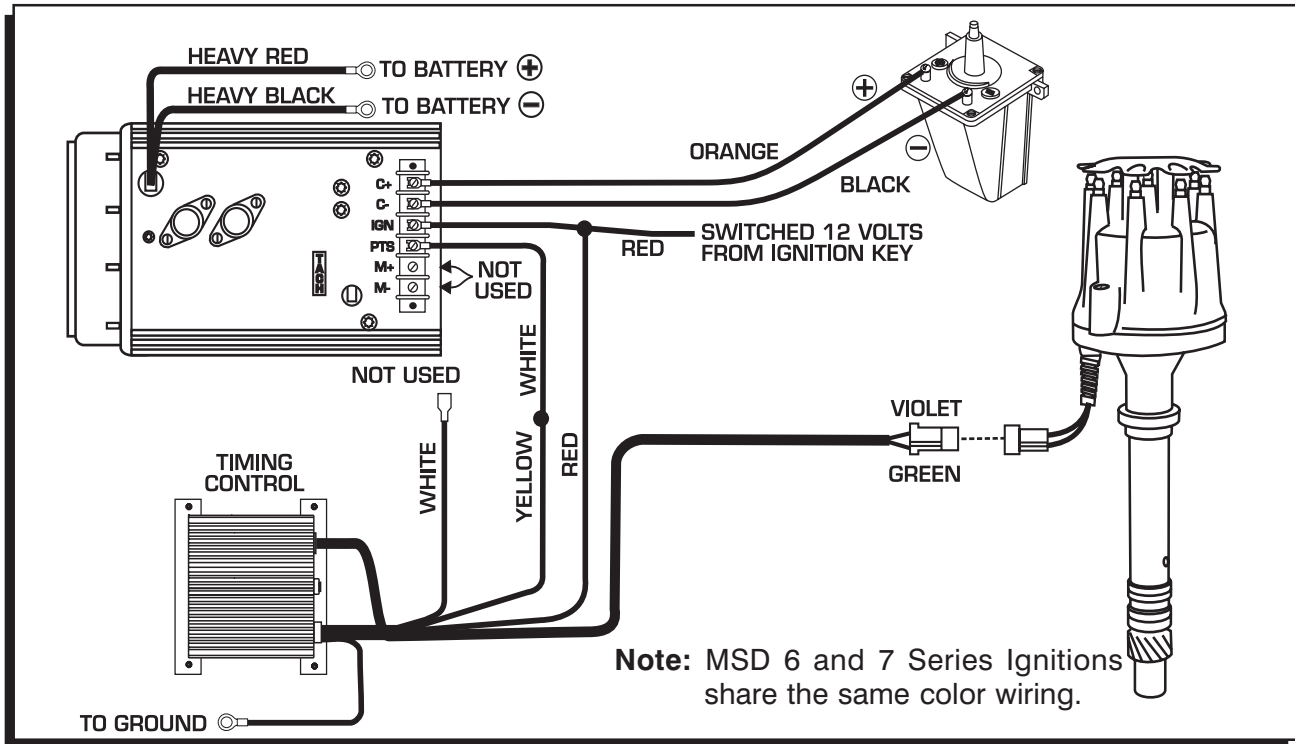 HEAVY RED
TO BATTERY ⊕
HEAVY BLACK
TO BATTERY ⊖
⊕
ORANGE
⊖
BLACK
C+
C-
IGN
PTS
M+
M-
TACH
NOT
USED
RED
SWITCHED 12 VOLTS
FROM IGNITION KEY
NOT USED
WHITE
WHITE
YELLOW
RED
VIOLET
GREEN
TIMING
CONTROL
TO GROUND
Note: MSD 6 and 7 Series Ignitions
share the same color wiring.